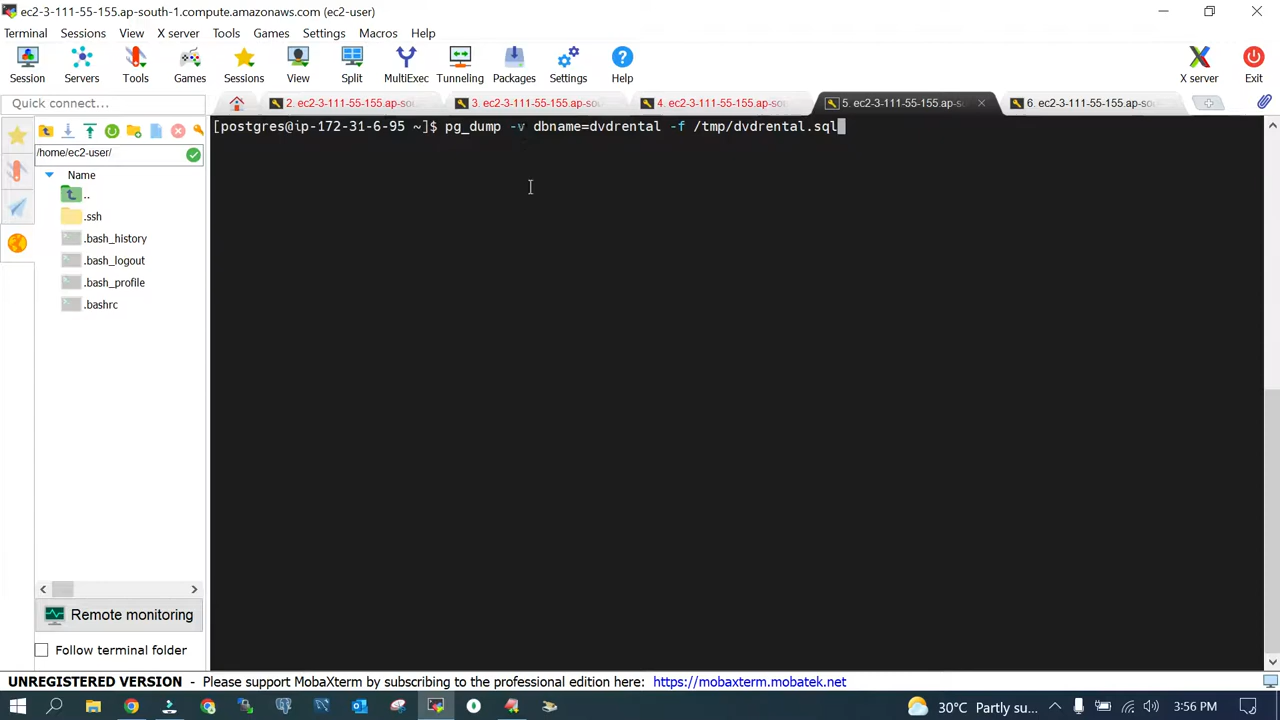 ec2-3-111-55-155.ap-south-1.compute.amazonaws.com (ec2-user)
Terminal Sessions View X server Tools Games Settings Macros Help
Session Servers Tools Games Sessions View Split MultiExec Tunneling Packages Settings Help X server Exit
Quick connect... 2. ec2-3-111-55-155.ap-so 3. ec2-3-111-55-155.ap-so 4. ec2-3-111-55-155.ap-so 5. ec2-3-111-55-155.ap-so 6. ec2-3-111-55-155.ap-so
[postgres@ip-172-31-6-95 ~]$ pg_dump -v dbname=dvdrental -f /tmp/dvdrental.sql
/home/ec2-user/
Name
..
.ssh
.bash_history
.bash_logout
.bash_profile
.bashrc
Remote monitoring
Follow terminal folder
UNREGISTERED VERSION - Please support MobaXterm by subscribing to the professional edition here: https://mobaxterm.mobatek.net
30°C Partly su... 3:56 PM